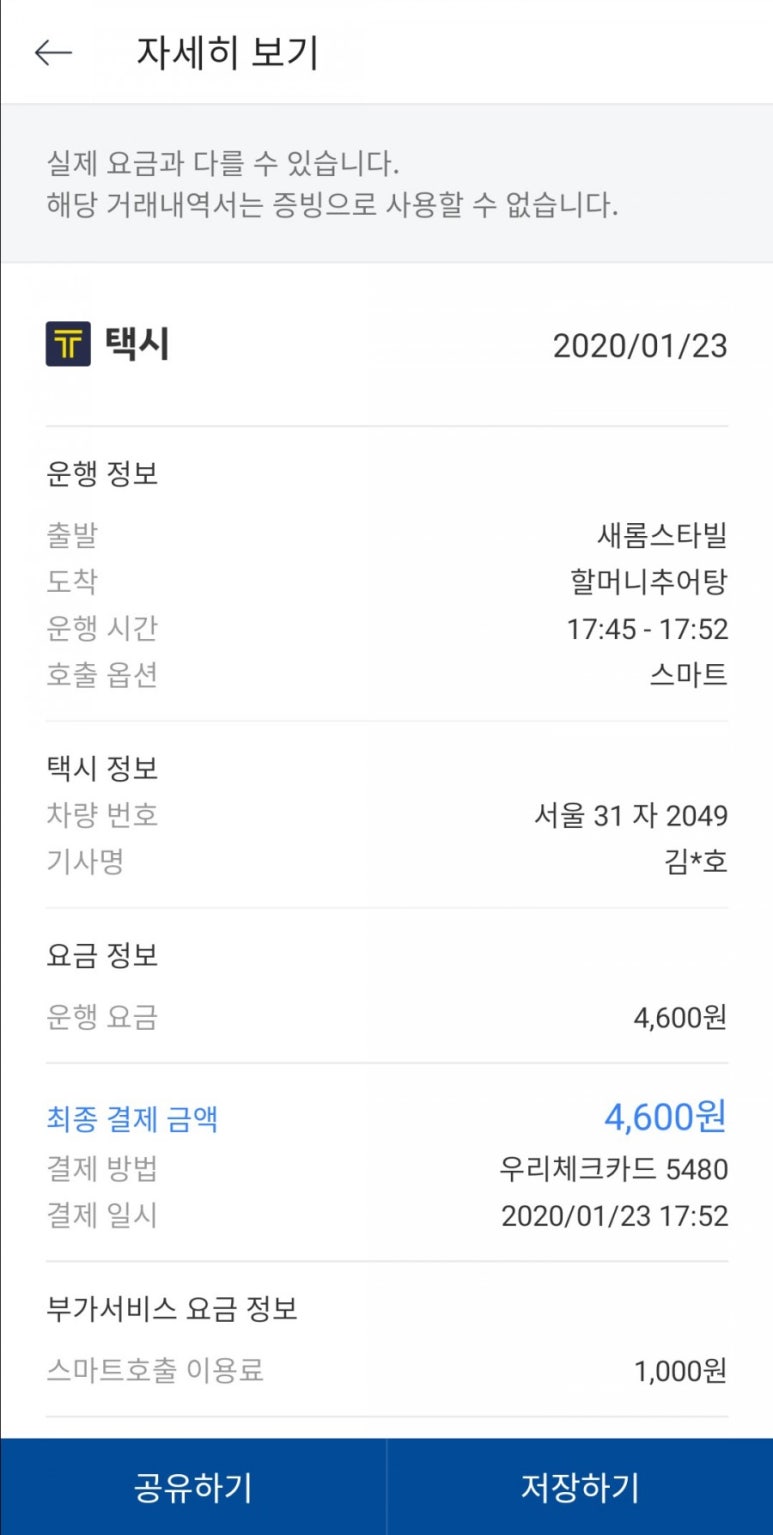 자세히 보기
실제 요금과 다를 수 있습니다.
해당 거래내역서는 증빙으로 사용할 수 없습니다.
T 택시 2020/01/23
운행 정보
출발 새롬스타빌
도착 할머니추어탕
운행 시간 17:45 - 17:52
호출 옵션 스마트
택시 정보
차량 번호 서울 31 자 2049
기사명 김*호
요금 정보
운행 요금 4,600원
최종 결제 금액 4,600원
결제 방법 우리체크카드 5480
결제 일시 2020/01/23 17:52
부가서비스 요금 정보
스마트호출 이용료 1,000원
공유하기 저장하기